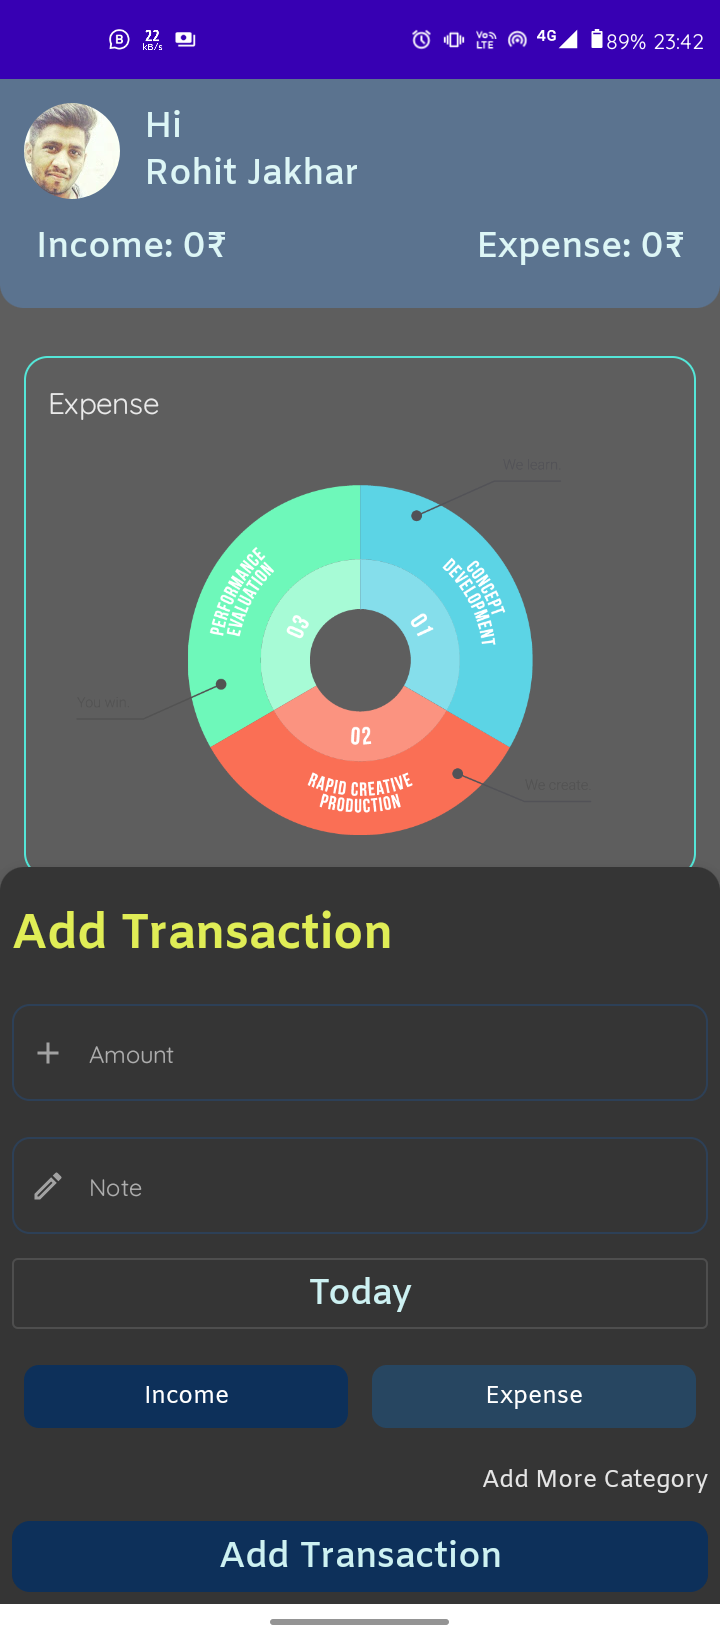 B 22 kB/s Vo LTE 4G 89% 23:42
Hi
Rohit Jakhar
Income: 0₹ Expense: 0₹
Expense
We learn
PERFORMANCE
EVALUATION
CONCEPT
DEVELOPMENT
03
01
You win
02
RAPID CREATIVE
PRODUCTION
We create
Add Transaction
Amount
Note
Today
Income Expense
Add More Category
Add Transaction